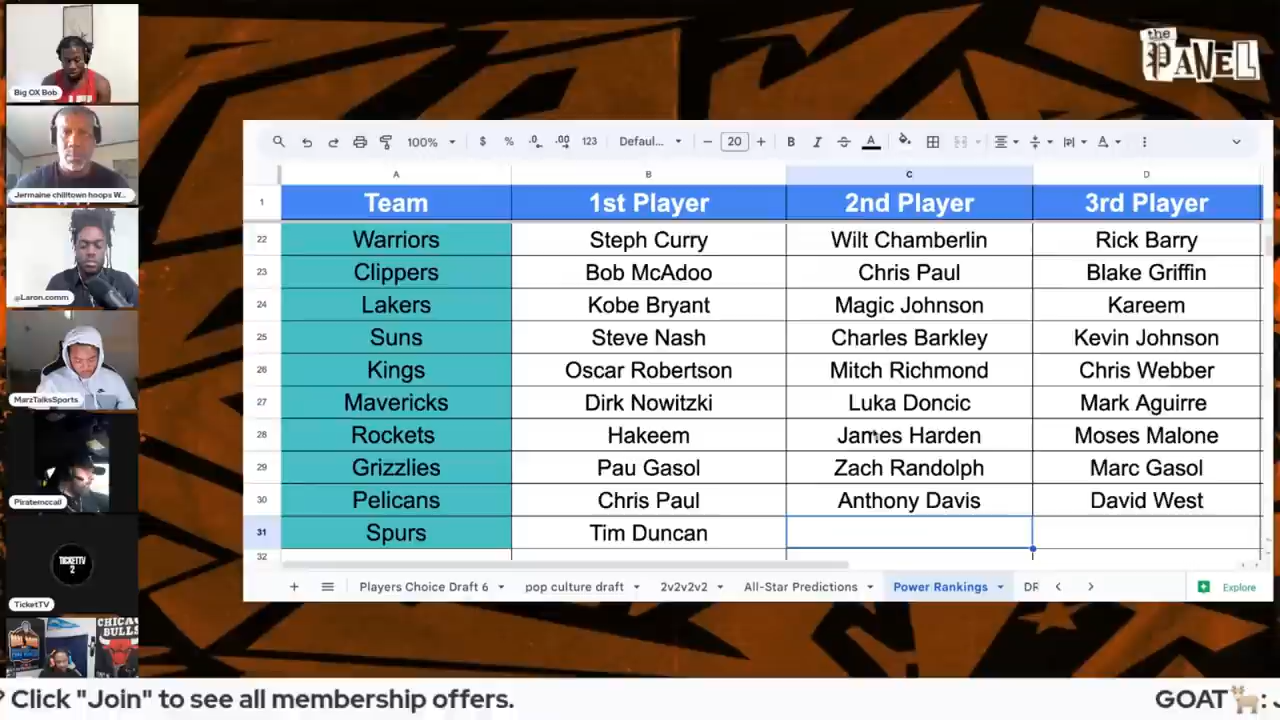 the
PANEL
Big OX Bob
Jermaine chilltown hoops W...
@Laron.comm
MarzTalksSports
Piratemccall
TICKETTV
2
TicketTV
CHICAG
BULLS
100%
$
%
.0
.00
123
Defaul...
20
B
I
A
A
A
B
C
D
1
Team
1st Player
2nd Player
3rd Player
22
Warriors
Steph Curry
Wilt Chamberlin
Rick Barry
23
Clippers
Bob McAdoo
Chris Paul
Blake Griffin
24
Lakers
Kobe Bryant
Magic Johnson
Kareem
25
Suns
Steve Nash
Charles Barkley
Kevin Johnson
26
Kings
Oscar Robertson
Mitch Richmond
Chris Webber
27
Mavericks
Dirk Nowitzki
Luka Doncic
Mark Aguirre
28
Rockets
Hakeem
James Harden
Moses Malone
29
Grizzlies
Pau Gasol
Zach Randolph
Marc Gasol
30
Pelicans
Chris Paul
Anthony Davis
David West
31
Spurs
Tim Duncan
32
Players Choice Draft 6
pop culture draft
2v2v2v2
All-Star Predictions
Power Rankings
DR
Explore
? Click "Join" to see all membership offers.
GOAT🐐: J